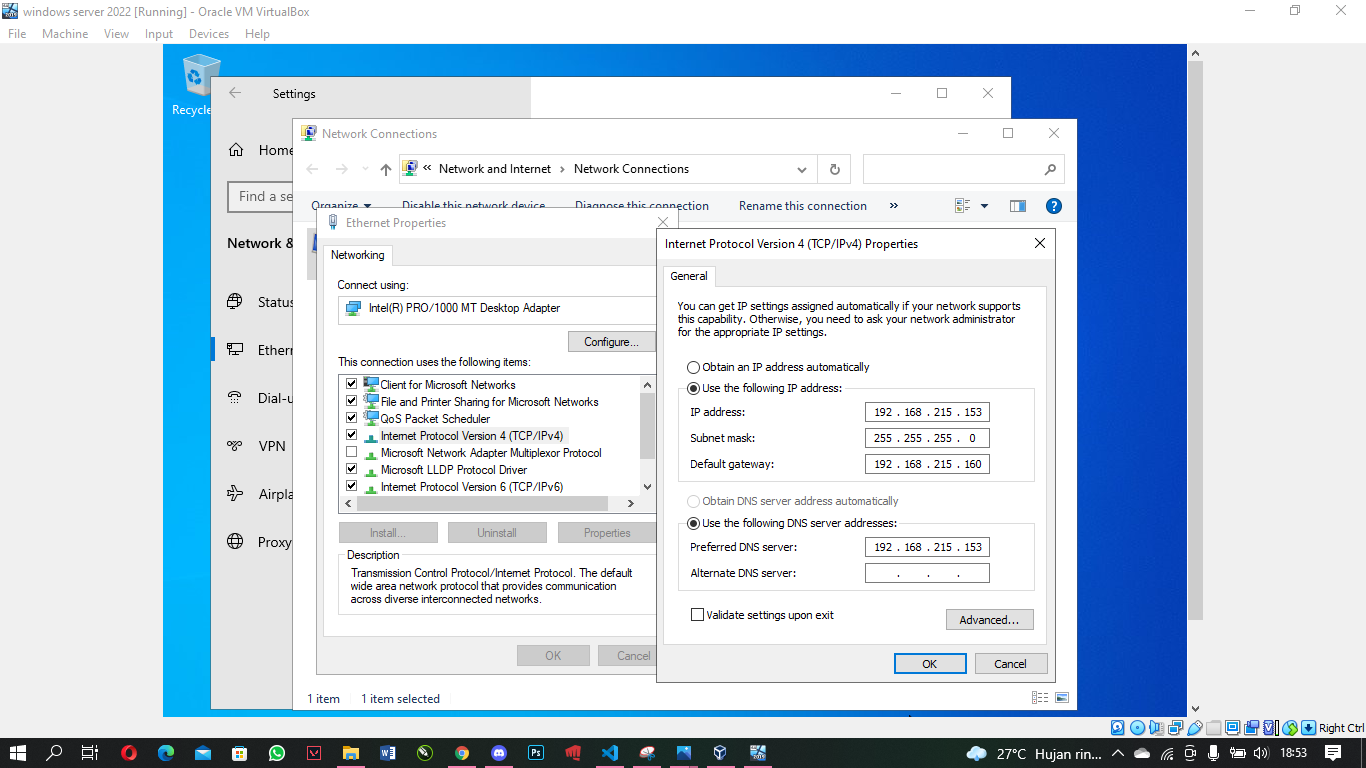 windows server 2022 [Running] - Oracle VM VirtualBox
File Machine View Input Devices Help
Recycle
Settings
Home
Find a se
Network &
Status
Ethern
Dial-u
VPN
Airpla
Proxy
Network Connections
« Network and Internet › Network Connections
Organize Disable this network device Diagnose this connection Rename this connection »
Ethernet Properties
Networking
Connect using:
Intel(R) PRO/1000 MT Desktop Adapter
Configure...
This connection uses the following items:
Client for Microsoft Networks
File and Printer Sharing for Microsoft Networks
QoS Packet Scheduler
Internet Protocol Version 4 (TCP/IPv4)
Microsoft Network Adapter Multiplexor Protocol
Microsoft LLDP Protocol Driver
Internet Protocol Version 6 (TCP/IPv6)
Install... Uninstall Properties
Description
Transmission Control Protocol/Internet Protocol. The default
wide area network protocol that provides communication
across diverse interconnected networks.
OK Cancel
1 item 1 item selected
Internet Protocol Version 4 (TCP/IPv4) Properties
General
You can get IP settings assigned automatically if your network supports
this capability. Otherwise, you need to ask your network administrator
for the appropriate IP settings.
Obtain an IP address automatically
Use the following IP address:
IP address: 192 . 168 . 215 . 153
Subnet mask: 255 . 255 . 255 . 0
Default gateway: 192 . 168 . 215 . 160
Obtain DNS server address automatically
Use the following DNS server addresses:
Preferred DNS server: 192 . 168 . 215 . 153
Alternate DNS server: . . .
Validate settings upon exit
Advanced...
OK Cancel
Right Ctrl
27°C Hujan rin... 18:53